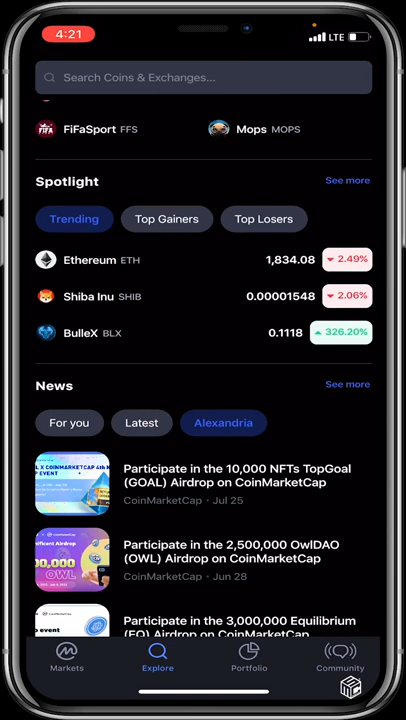 4:21
LTE
Search Coins & Exchanges...
FiFaSport FFS
Mops MOPS
Spotlight
See more
Trending
Top Gainers
Top Losers
Ethereum ETH
1,834.08
2.49%
Shiba Inu SHIB
0.00001548
2.06%
BulleX BLX
0.1118
326.20%
News
See more
For you
Latest
Alexandria
Participate in the 10,000 NFTs TopGoal
(GOAL) Airdrop on CoinMarketCap
CoinMarketCap • Jul 25
Participate in the 2,500,000 OwlDAO
(OWL) Airdrop on CoinMarketCap
CoinMarketCap • Jun 28
Participate in the 3,000,000 Equilibrium
(EQ) Airdrop on CoinMarketCap
Markets
Explore
Portfolio
Community